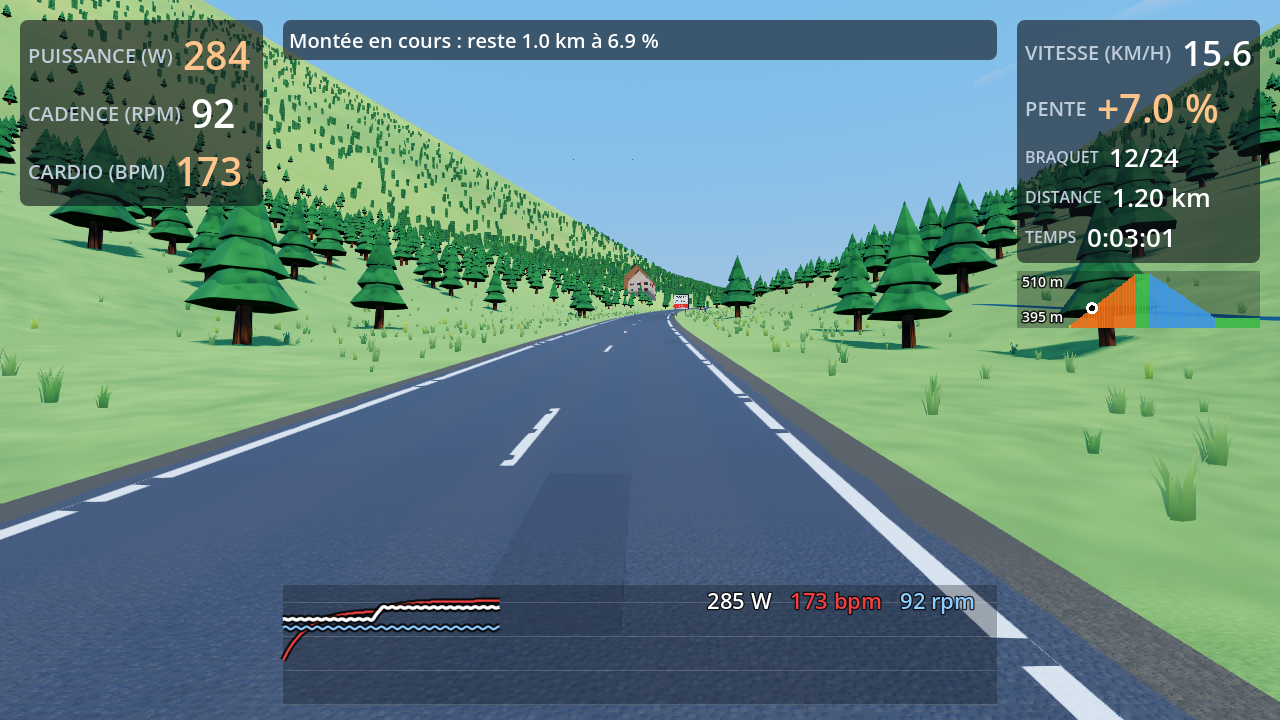 PUISSANCE (W) 284
CADENCE (RPM) 92
CARDIO (BPM) 173
Montée en cours : reste 1.0 km à 6.9 %
VITESSE (KM/H) 15.6
PENTE +7.0 %
BRAQUET 12/24
DISTANCE 1.20 km
TEMPS 0:03:01
510 m
395 m
285 W 173 bpm 92 rpm